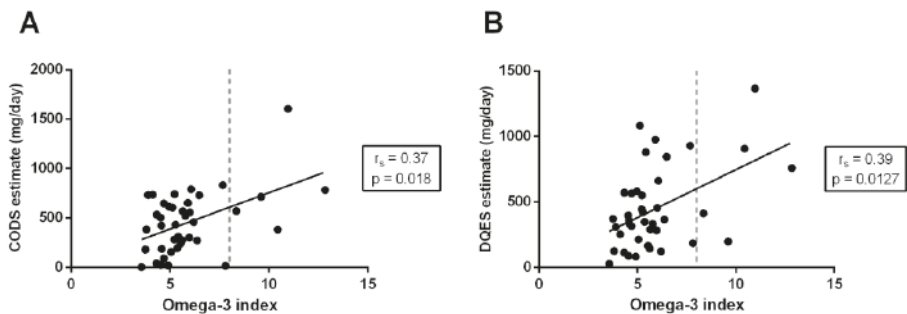 A
CODS estimate (mg/day)
2000
1500
1000
500
0
0
5
10
15
Omega-3 index
rs = 0.37
p = 0.018
B
DQES estimate (mg/day)
1500
1000
500
0
0
5
10
15
Omega-3 index
rs = 0.39
p = 0.0127